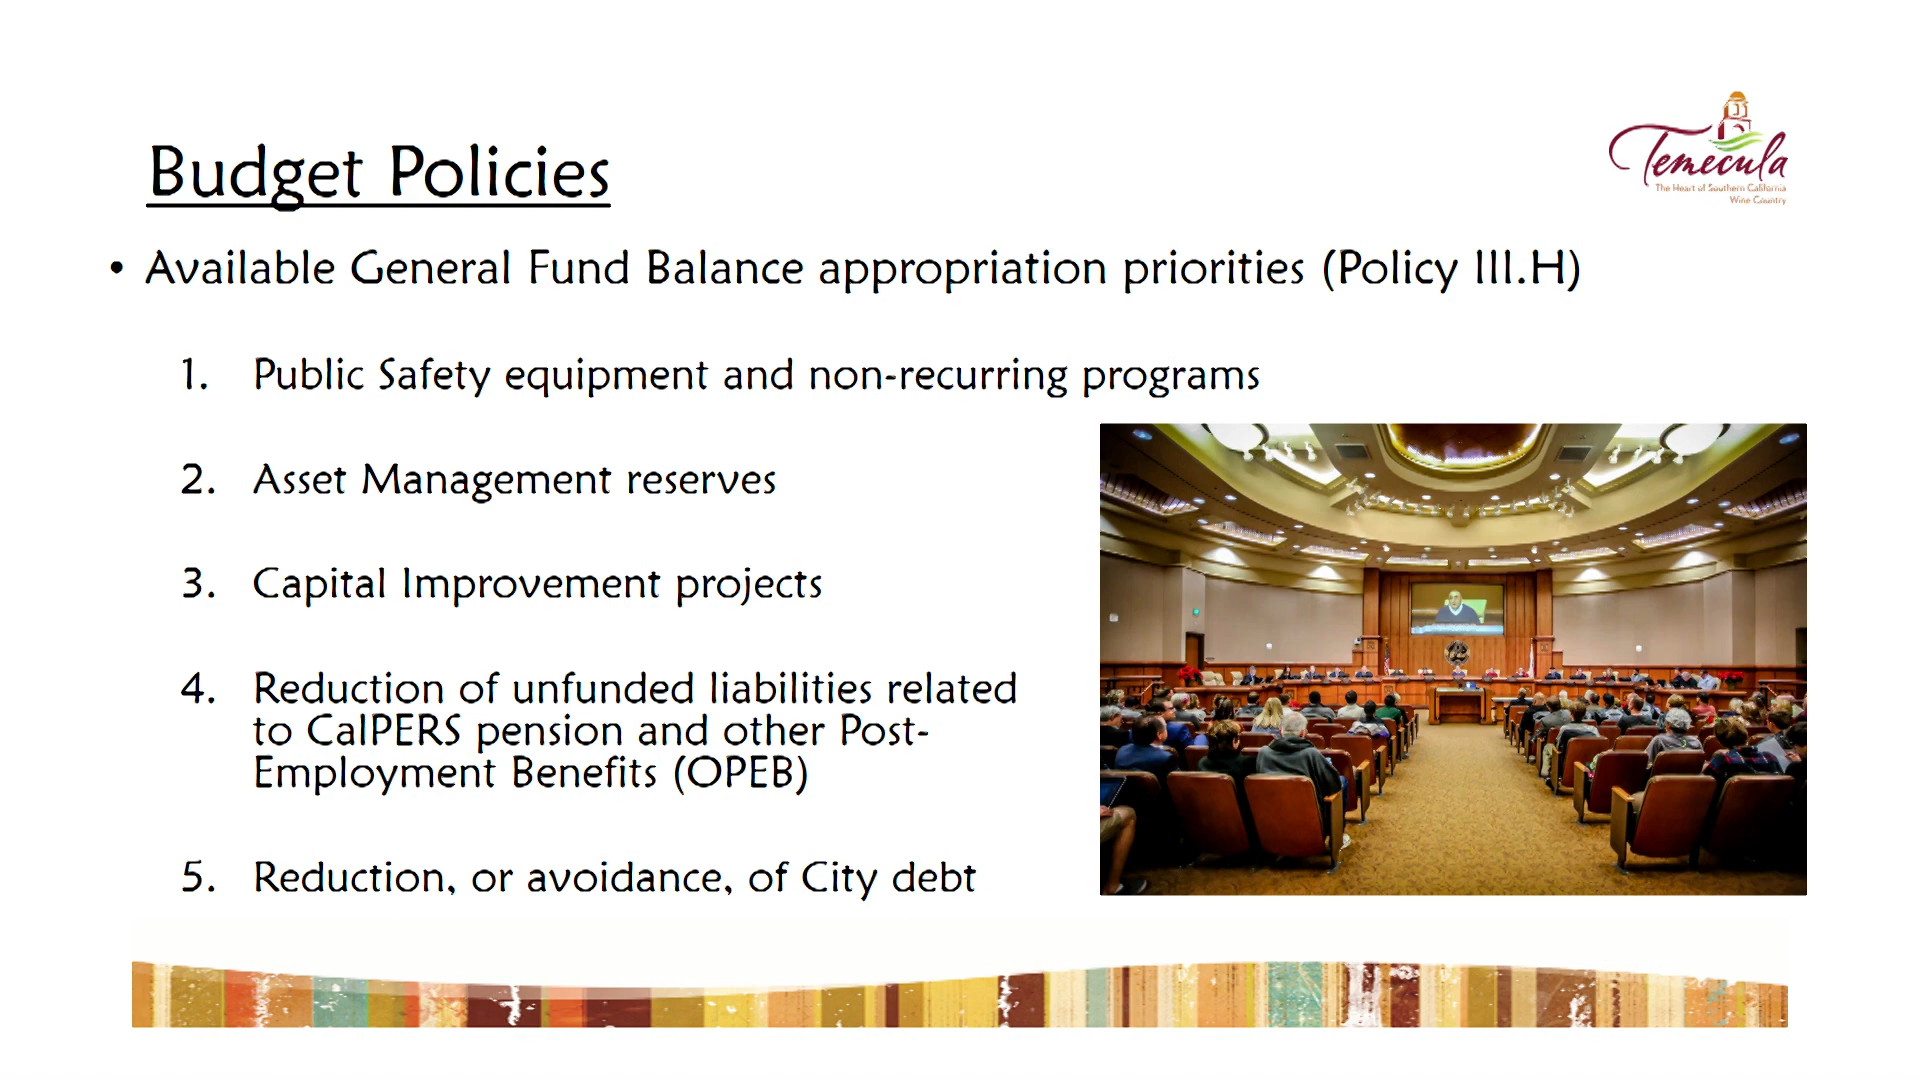 Temecula
The Heart of Southern California
Wine Country
Budget Policies
• Available General Fund Balance appropriation priorities (Policy III.H)
1. Public Safety equipment and non-recurring programs
2. Asset Management reserves
3. Capital Improvement projects
4. Reduction of unfunded liabilities related
to CalPERS pension and other Post-
Employment Benefits (OPEB)
5. Reduction, or avoidance, of City debt